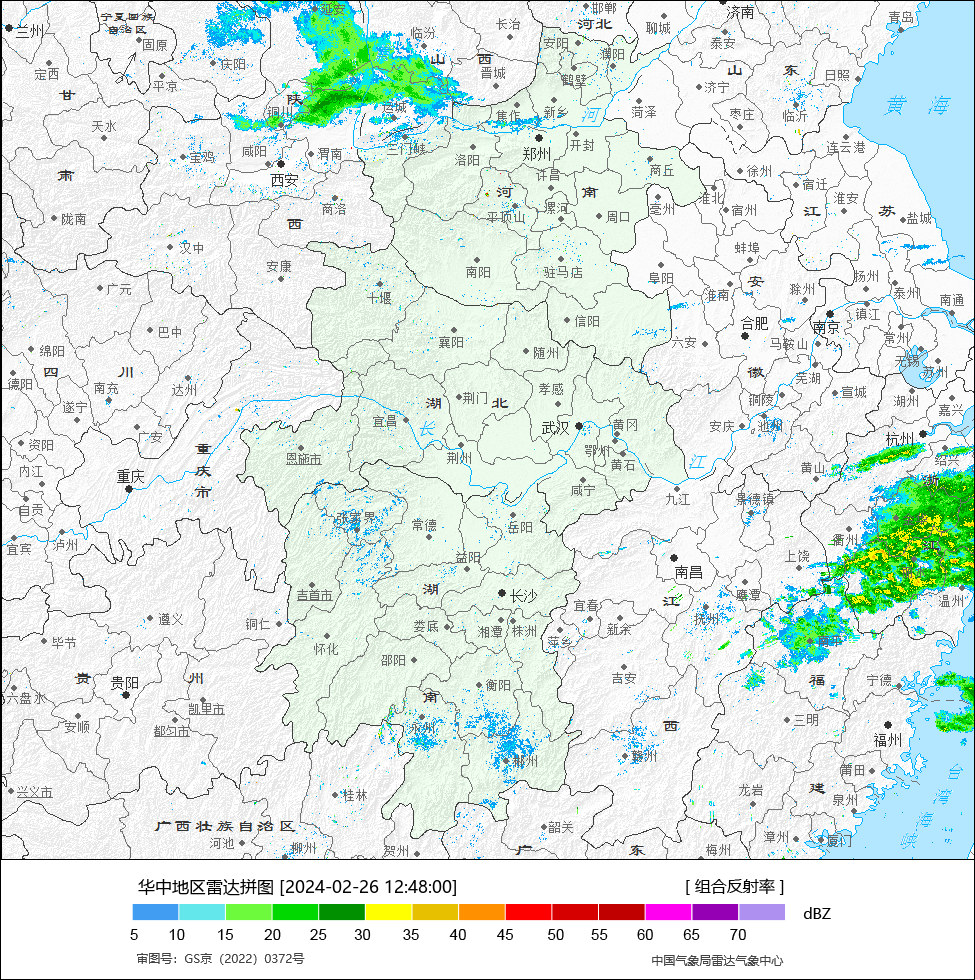 延安 邯郸 济南
兰州 宁夏回族 长治 河北 聊城 青岛
自治区 临汾
固原 安阳 濮阳 泰安
定西 庆阳 山 西 山 东
平凉 晋城 鹤壁 济宁 日照
甘 陕
铜川 运城 焦作 新乡 河 菏泽 枣庄 临沂 黄 海
天水
宝鸡 咸阳 渭南 三门峡 洛阳 郑州 开封 连云港
肃 西安 许昌 商丘 徐州 宿迁
河 南 淮北 淮安
陇南 西 商洛 平顶山 漯河 周口 亳州 宿州 江 苏 盐城
汉中 蚌埠
安康 南阳 驻马店 阜阳 安 扬州
广元 十堰 淮南 滁州 泰州 南通
巴中 信阳 合肥 南京 镇江
绵阳 襄阳 随州 六安 马鞍山 常州
四 川 徽 无锡 苏州
德阳 南充 达州 荆门 孝感 芜湖 宣城 湖州
遂宁 湖 北 铜陵 嘉兴
广安 宜昌 长 武汉 黄冈 安庆 池州
资阳 重 荆州 鄂州 杭州
内江 重庆 庆 恩施市 黄石 江 黄山 绍
自贡 市 咸宁 九江 景德镇 浙
宜宾 泸州 张家界 常德 岳阳 衢州 江
益阳 南昌 上饶
吉首市 湖 长沙 鹰潭 温州
遵义 铜仁 娄底 湘潭 株洲 宜春 江 抚州
毕节 怀化 萍乡 新余
贵 州 邵阳 吉安 福 宁德
六盘水 贵阳 南 衡阳
安顺 凯里市 永州 西 三明
都匀市 郴州 赣州 福州
兴义市 桂林 龙岩 建 莆田 台
泉州 湾
广西壮族自治区 韶关 漳州 厦门 海
河池 柳州 贺州 广 东 梅州 峡
华中地区雷达拼图 [2024-02-26 12:48:00] [ 组合反射率 ]
dBZ
5 10 15 20 25 30 35 40 45 50 55 60 65 70
审图号：GS京（2022）0372号 中国气象局雷达气象中心